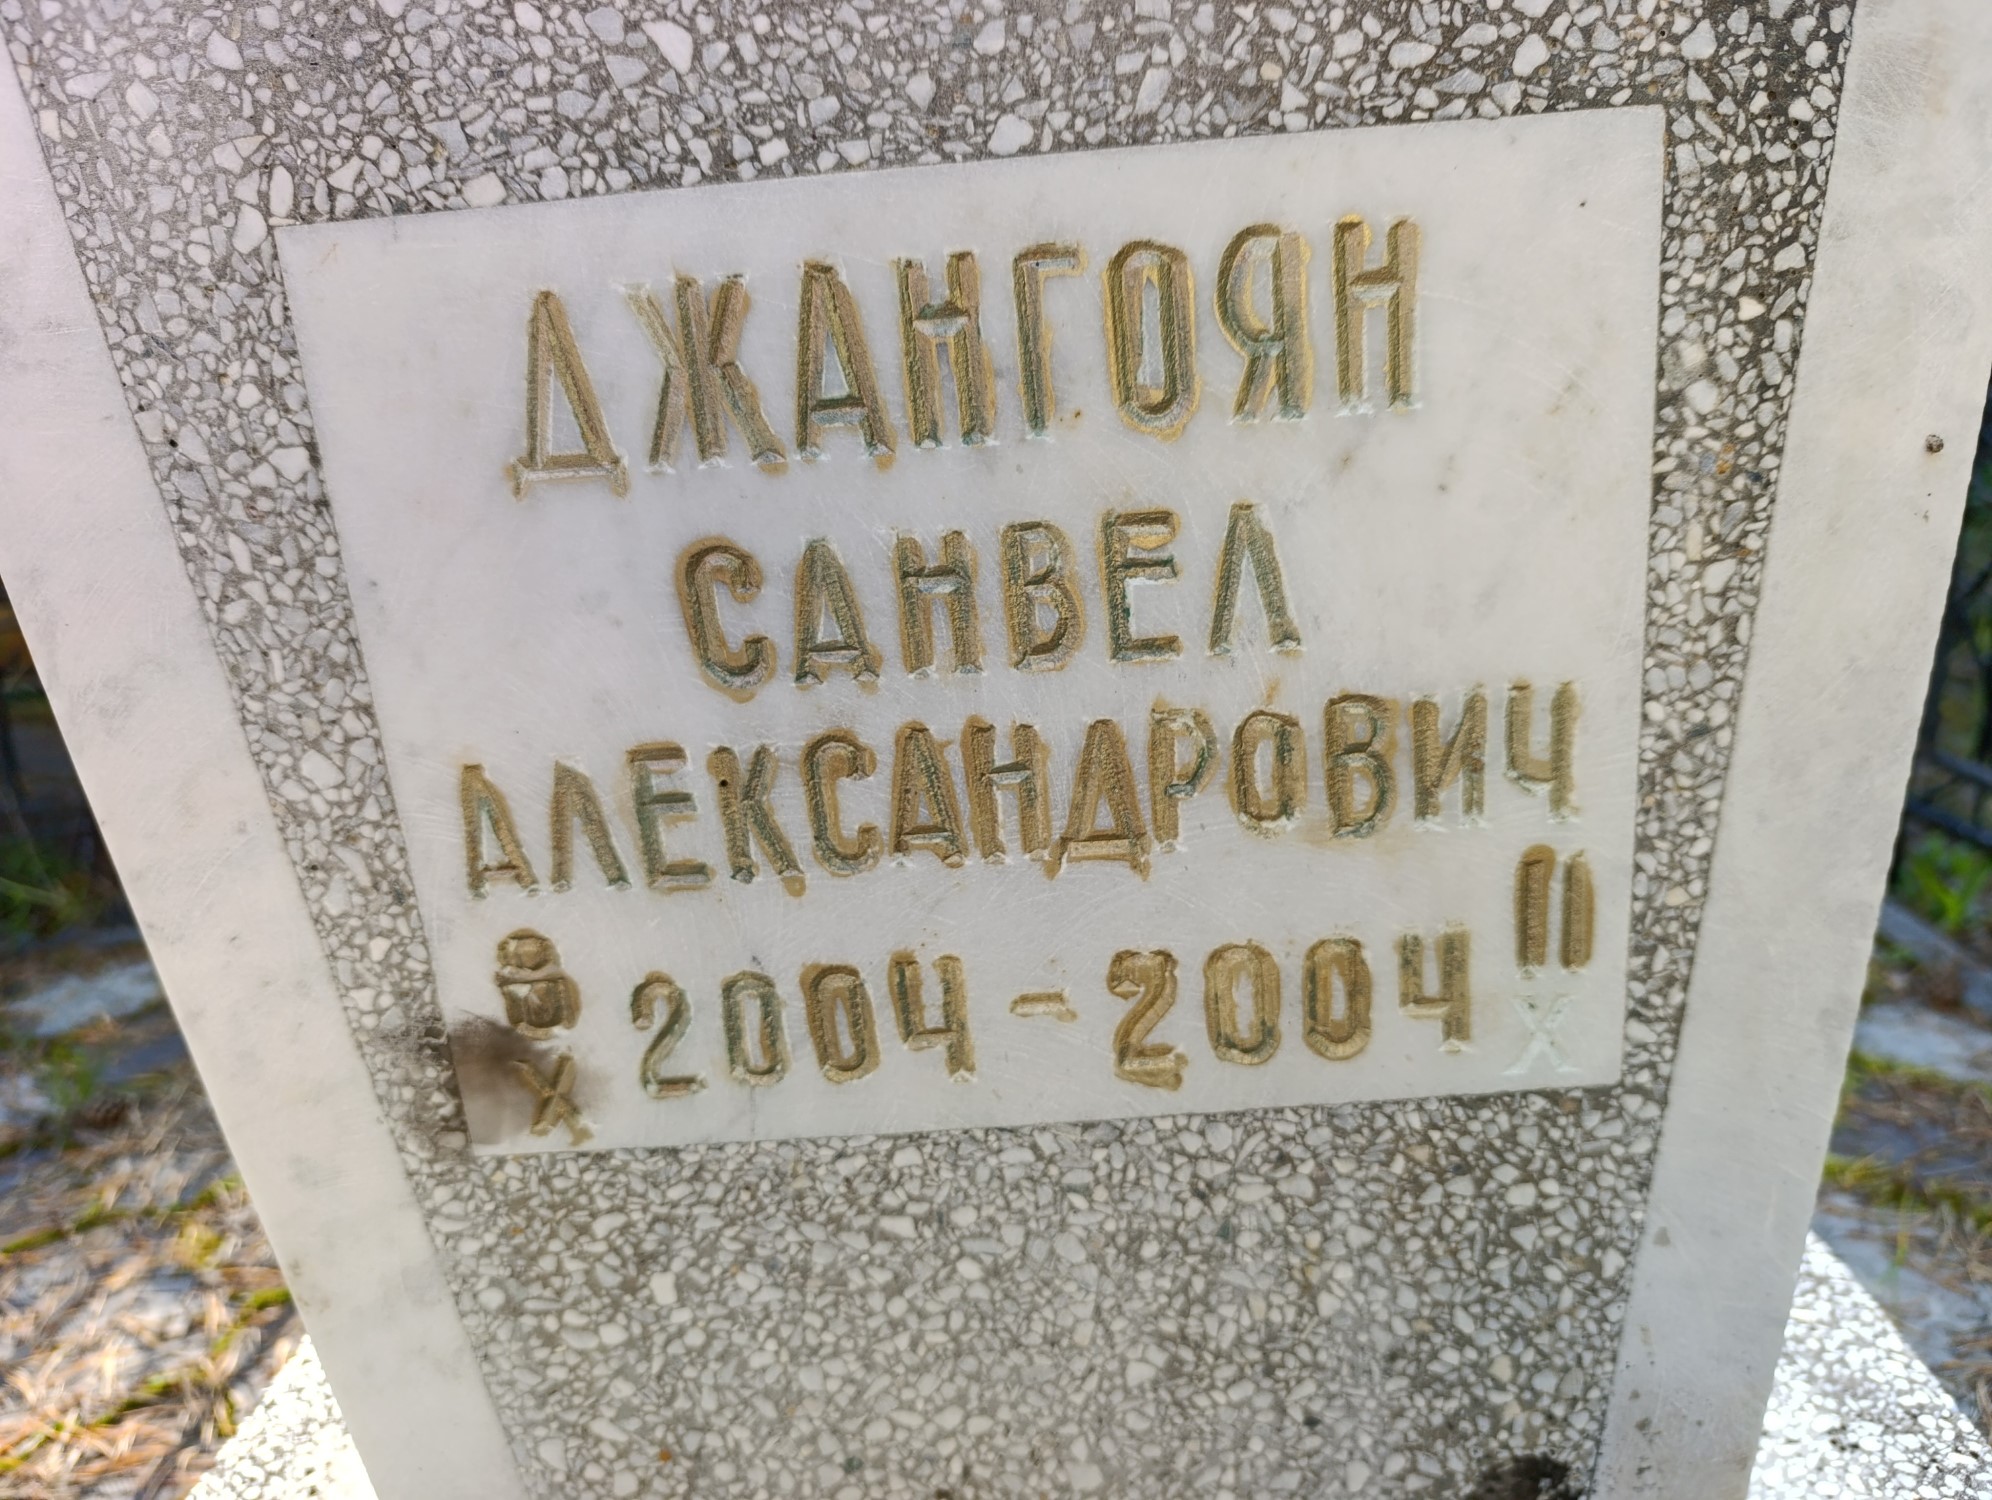 ДЖАНГОЯН
САНВЕЛ
АЛЕКСАНДРОВИЧ
8 2004 - 2004 11
X X